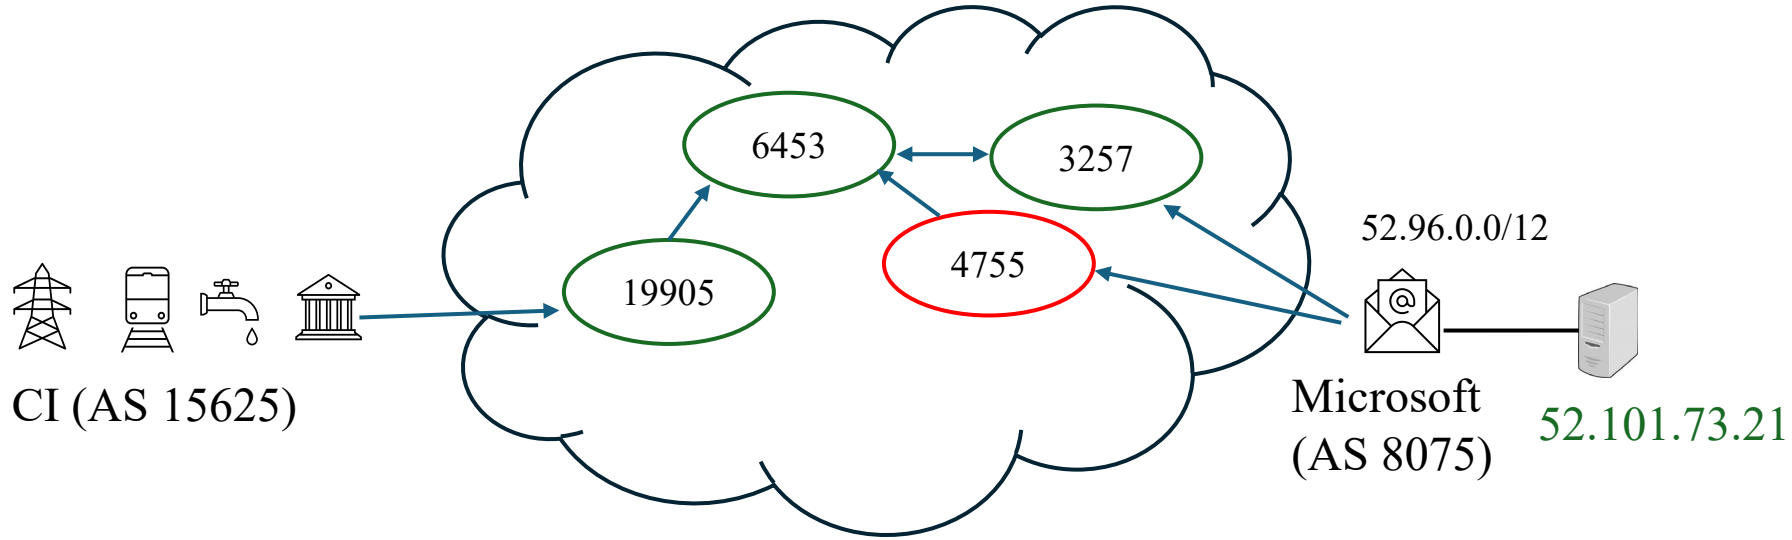 6453
3257
4755
19905
52.96.0.0/12
@
CI (AS 15625)
Microsoft
(AS 8075)
52.101.73.21